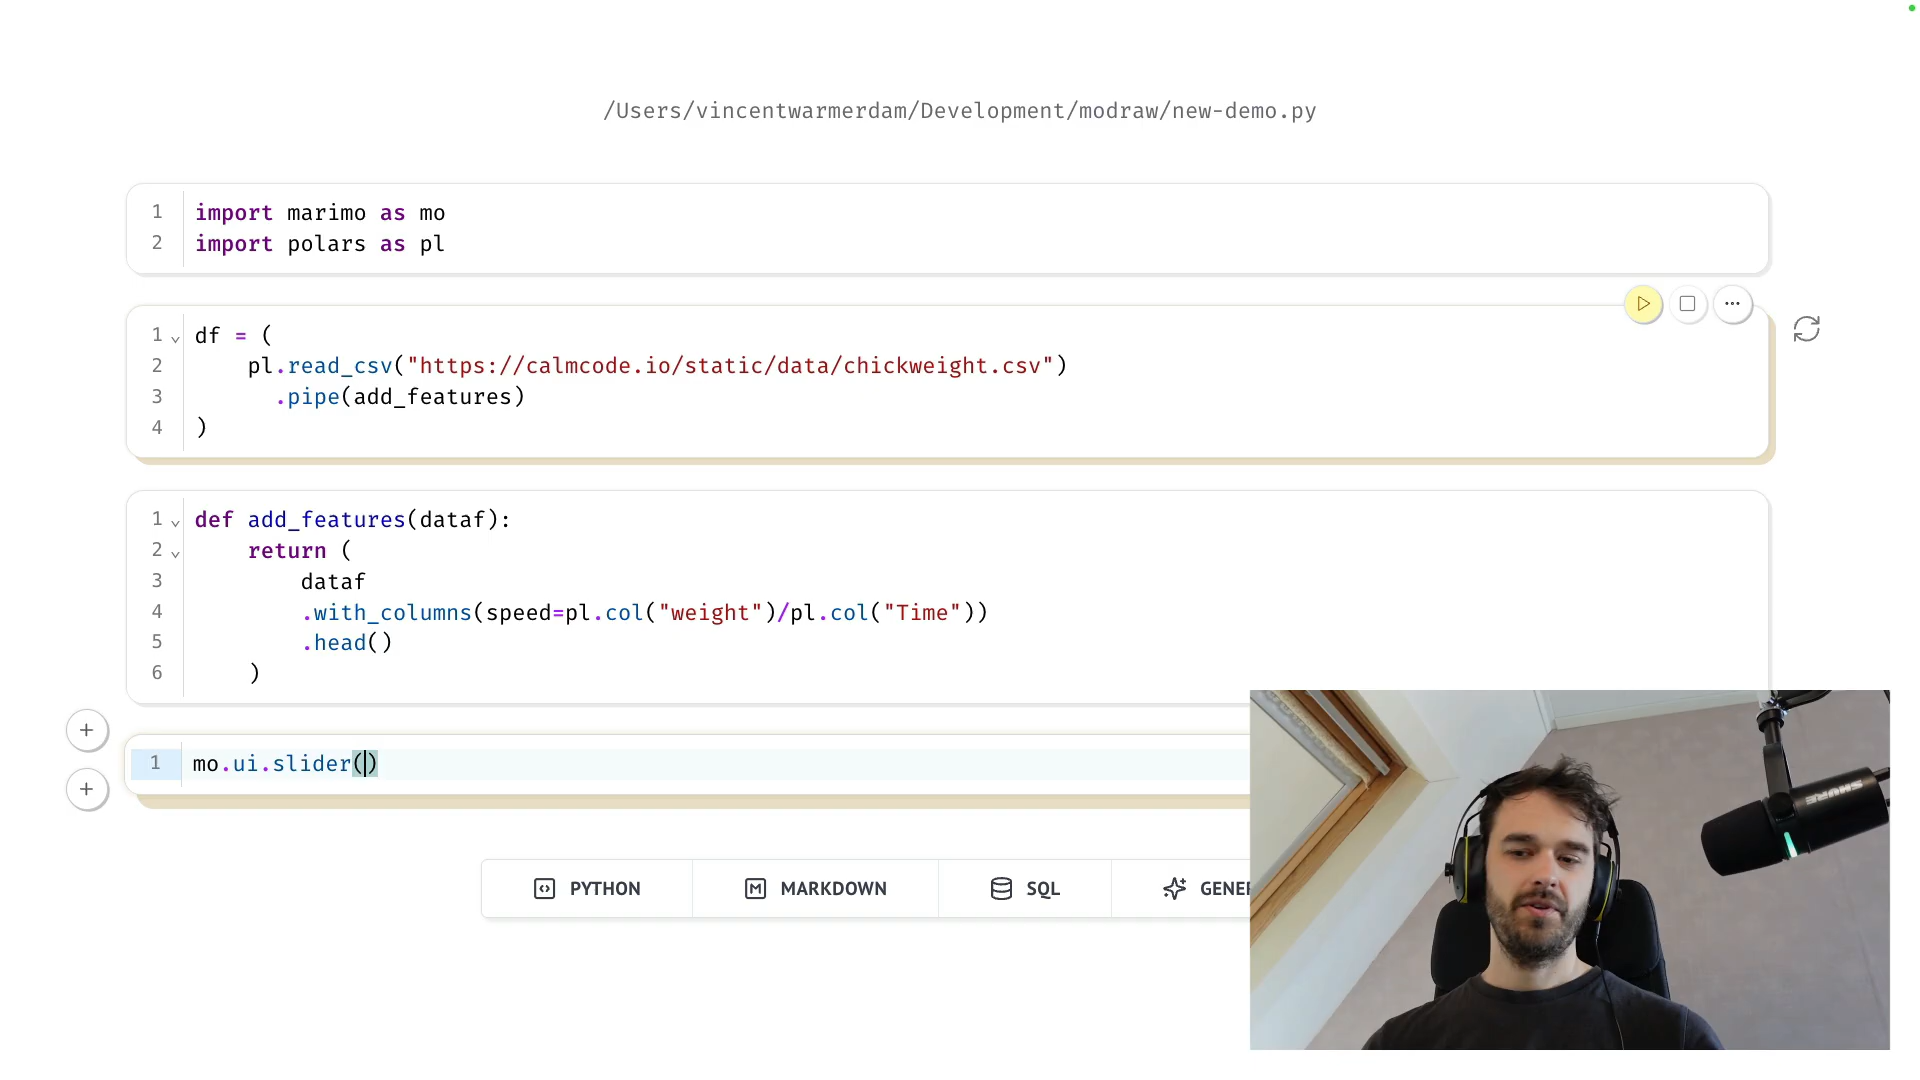 /Users/vincentwarmerdam/Development/modraw/new-demo.py
1 import marimo as mo
2 import polars as pl
1 df = (
2 pl.read_csv("https://calmcode.io/static/data/chickweight.csv")
3 .pipe(add_features)
4 )
1 def add_features(dataf):
2 return (
3 dataf
4 .with_columns(speed=pl.col("weight")/pl.col("Time"))
5 .head()
6 )
1 mo.ui.slider()
PYTHON MARKDOWN SQL GENER
SHURE